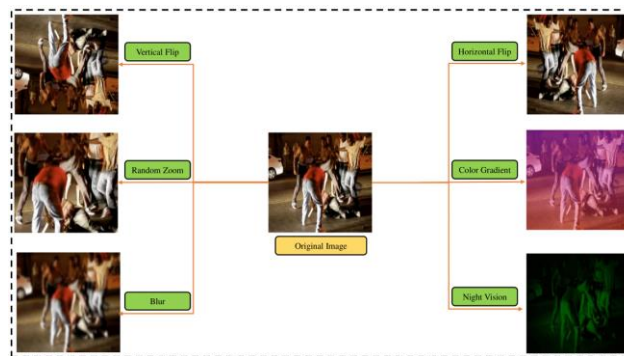 Vertical Flip
Horizontal Flip
Random Zoom
Color Gradient
Original Image
Blur
Night Vision